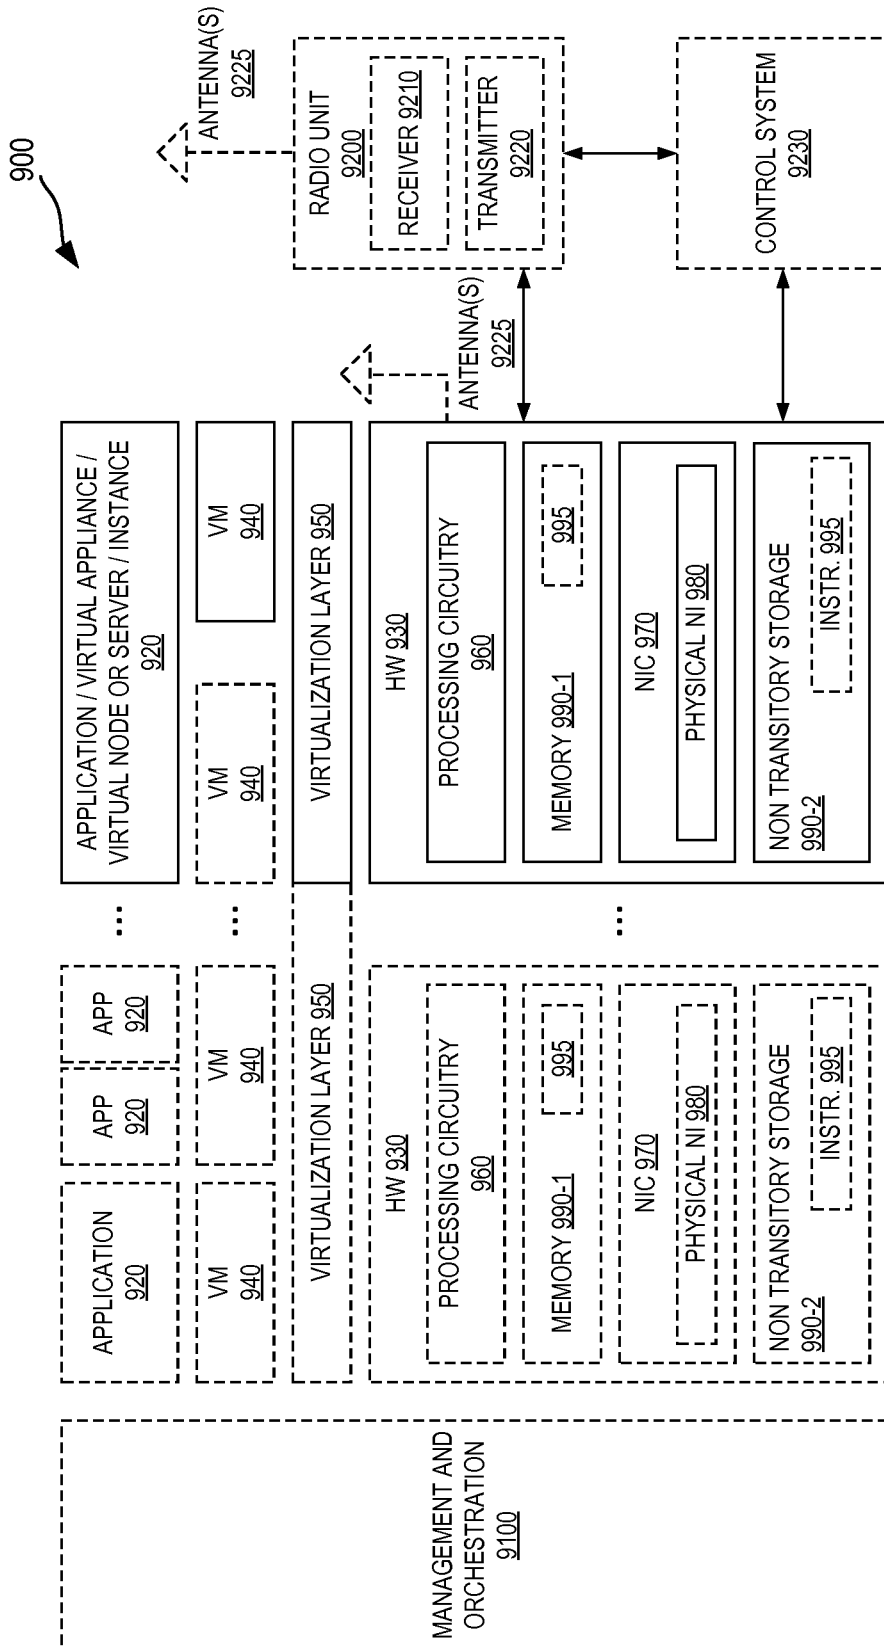 900
MANAGEMENT AND
ORCHESTRATION
9100
APPLICATION
920
APP
920
APP
920
...
APPLICATION / VIRTUAL APPLIANCE /
VIRTUAL NODE OR SERVER / INSTANCE
920
VM
940
VM
940
...
VM
940
VM
940
VIRTUALIZATION LAYER 950
VIRTUALIZATION LAYER 950
HW 930
PROCESSING CIRCUITRY
960
MEMORY 990-1
995
NIC 970
PHYSICAL NI 980
NON TRANSITORY STORAGE
990-2
INSTR. 995
...
HW 930
PROCESSING CIRCUITRY
960
MEMORY 990-1
995
NIC 970
PHYSICAL NI 980
NON TRANSITORY STORAGE
990-2
INSTR. 995
ANTENNA(S)
9225
ANTENNA(S)
9225
RADIO UNIT
9200
RECEIVER 9210
TRANSMITTER
9220
CONTROL SYSTEM
9230